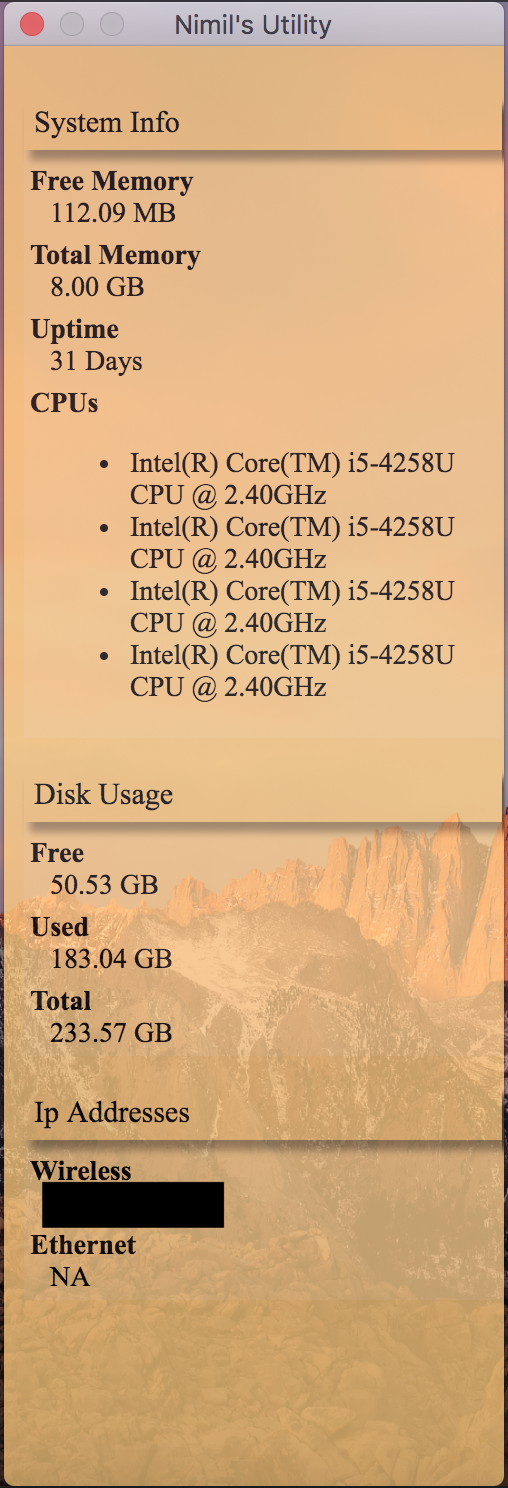 Nimil's Utility
System Info
Free Memory
112.09 MB
Total Memory
8.00 GB
Uptime
31 Days
CPUs
• Intel(R) Core(TM) i5-4258U
CPU @ 2.40GHz
• Intel(R) Core(TM) i5-4258U
CPU @ 2.40GHz
• Intel(R) Core(TM) i5-4258U
CPU @ 2.40GHz
• Intel(R) Core(TM) i5-4258U
CPU @ 2.40GHz
Disk Usage
Free
50.53 GB
Used
183.04 GB
Total
233.57 GB
Ip Addresses
Wireless
Ethernet
NA